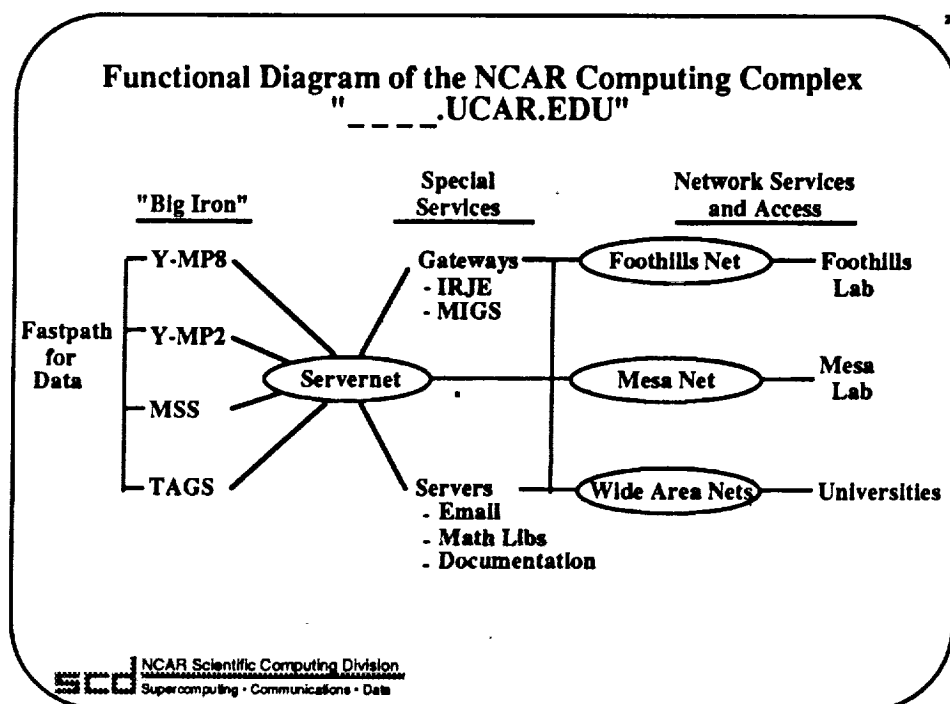 Functional Diagram of the NCAR Computing Complex
"_ _ _ _.UCAR.EDU"
"Big Iron"
Special
Services
Network Services
and Access
Fastpath
for
Data
Y-MP8
Y-MP2
MSS
TAGS
Servernet
Gateways
- IRJE
- MIGS
Servers
- Email
- Math Libs
- Documentation
Foothills Net
Mesa Net
Wide Area Nets
Foothills
Lab
Mesa
Lab
Universities
scd
NCAR Scientific Computing Division
Supercomputing • Communications • Data